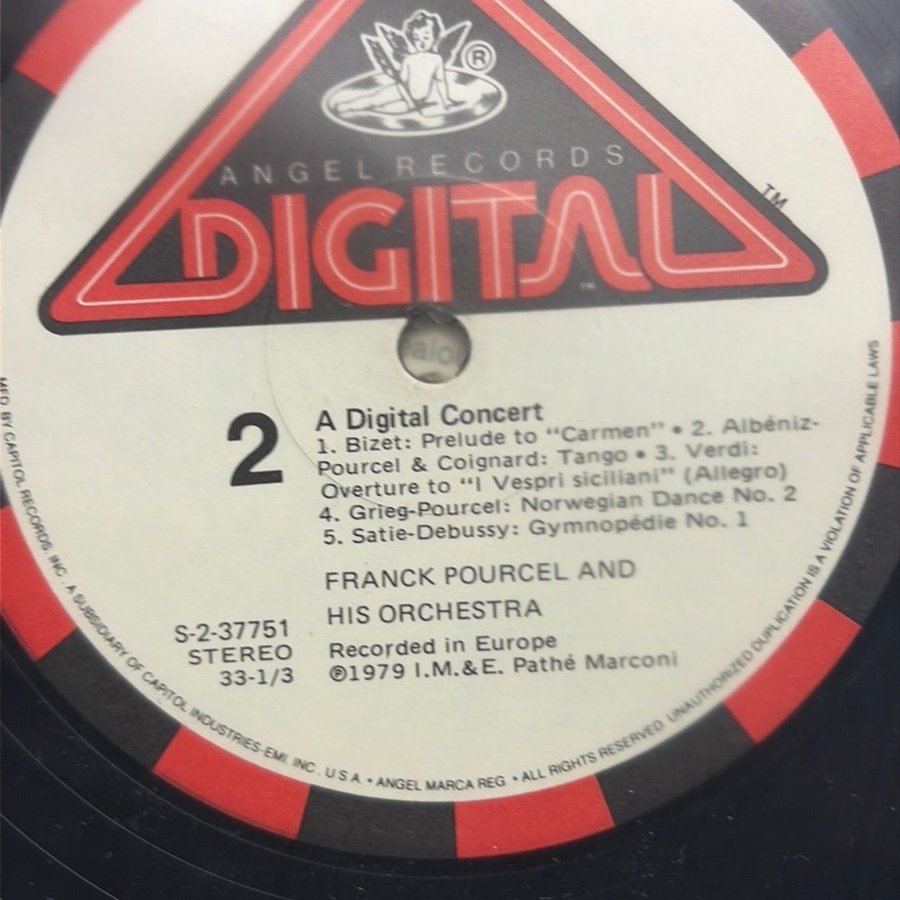 ®
ANGEL RECORDS
DIGITAL
TM
TM
2
A Digital Concert
1. Bizet: Prelude to "Carmen" • 2. Albéniz-
Pourcel & Coignard: Tango • 3. Verdi:
Overture to "I Vespri siciliani" (Allegro)
4. Grieg-Pourcel: Norwegian Dance No. 2
5. Satie-Debussy: Gymnopédie No. 1
FRANCK POURCEL AND
HIS ORCHESTRA
S-2-37751
STEREO
33-1/3
Recorded in Europe
℗1979 I.M.&E. Pathé Marconi
MFD. BY CAPITOL RECORDS, INC. A SUBSIDIARY OF CAPITOL INDUSTRIES-EMI, INC. U.S.A. • ANGEL MARCA REG. • ALL RIGHTS RESERVED. UNAUTHORIZED DUPLICATION IS A VIOLATION OF APPLICABLE LAWS